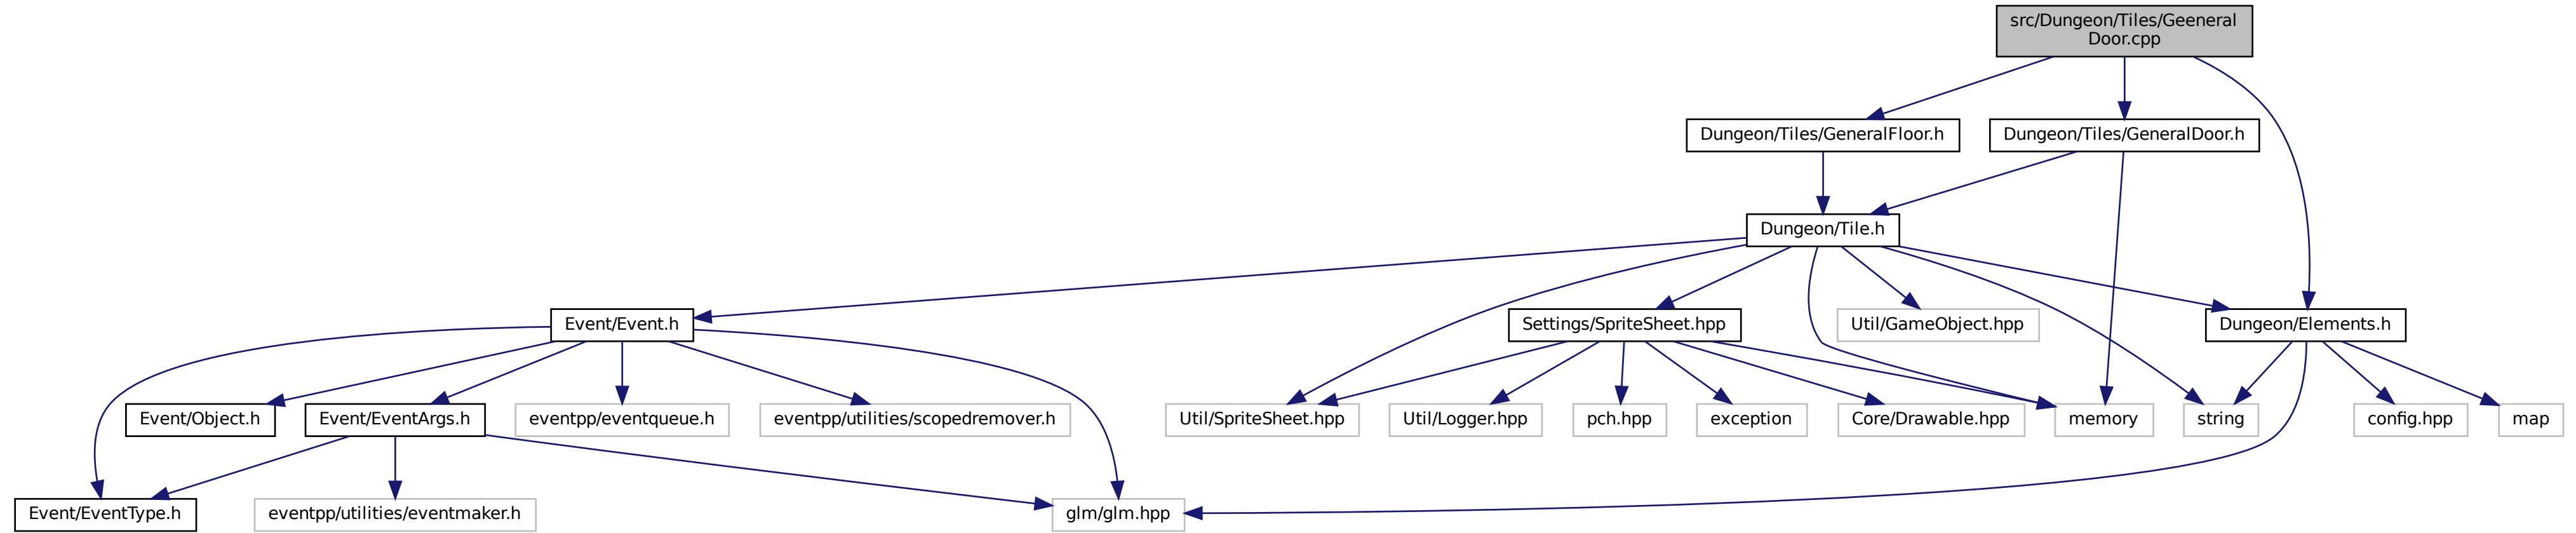 src/Dungeon/Tiles/Geeneral
Door.cpp
Dungeon/Tiles/GeneralFloor.h
Dungeon/Tiles/GeneralDoor.h
Dungeon/Tile.h
Event/Event.h
Settings/SpriteSheet.hpp
Util/GameObject.hpp
Dungeon/Elements.h
Event/Object.h
Event/EventArgs.h
eventpp/eventqueue.h
eventpp/utilities/scopedremover.h
Util/SpriteSheet.hpp
Util/Logger.hpp
pch.hpp
exception
Core/Drawable.hpp
memory
string
config.hpp
map
Event/EventType.h
eventpp/utilities/eventmaker.h
glm/glm.hpp